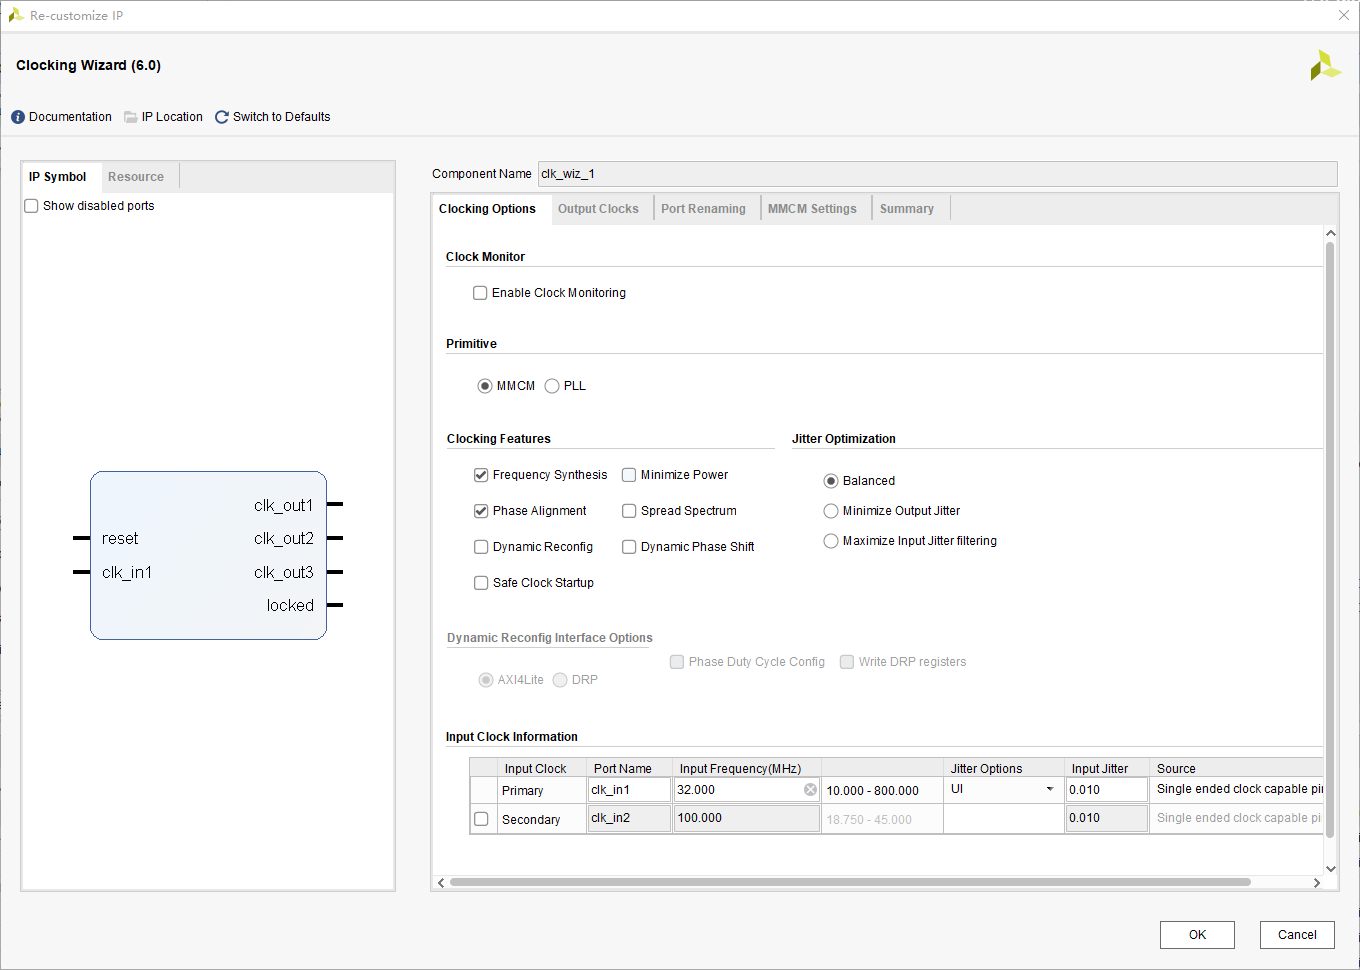 Re-customize IP
Clocking Wizard (6.0)
Documentation IP Location Switch to Defaults
IP Symbol Resource
Show disabled ports
reset
clk_in1
clk_out1
clk_out2
clk_out3
locked
Component Name clk_wiz_1
Clocking Options Output Clocks Port Renaming MMCM Settings Summary
Clock Monitor
Enable Clock Monitoring
Primitive
MMCM PLL
Clocking Features
Frequency Synthesis Minimize Power
Phase Alignment Spread Spectrum
Dynamic Reconfig Dynamic Phase Shift
Safe Clock Startup
Jitter Optimization
Balanced
Minimize Output Jitter
Maximize Input Jitter filtering
Dynamic Reconfig Interface Options
Phase Duty Cycle Config Write DRP registers
AXI4Lite DRP
Input Clock Information
Input Clock Port Name Input Frequency(MHz) Jitter Options Input Jitter Source
Primary clk_in1 32.000 10.000 - 800.000 UI 0.010 Single ended clock capable pi
Secondary clk_in2 100.000 18.750 - 45.000 0.010 Single ended clock capable pi
OK Cancel